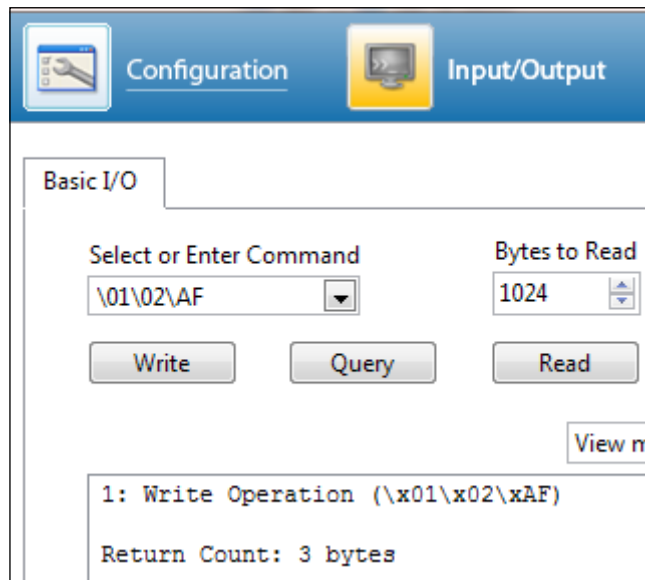 Configuration Input/Output
Basic I/O
Select or Enter Command Bytes to Read
\01\02\AF 1024
Write Query Read
View
1: Write Operation (\x01\x02\xAF)
Return Count: 3 bytes